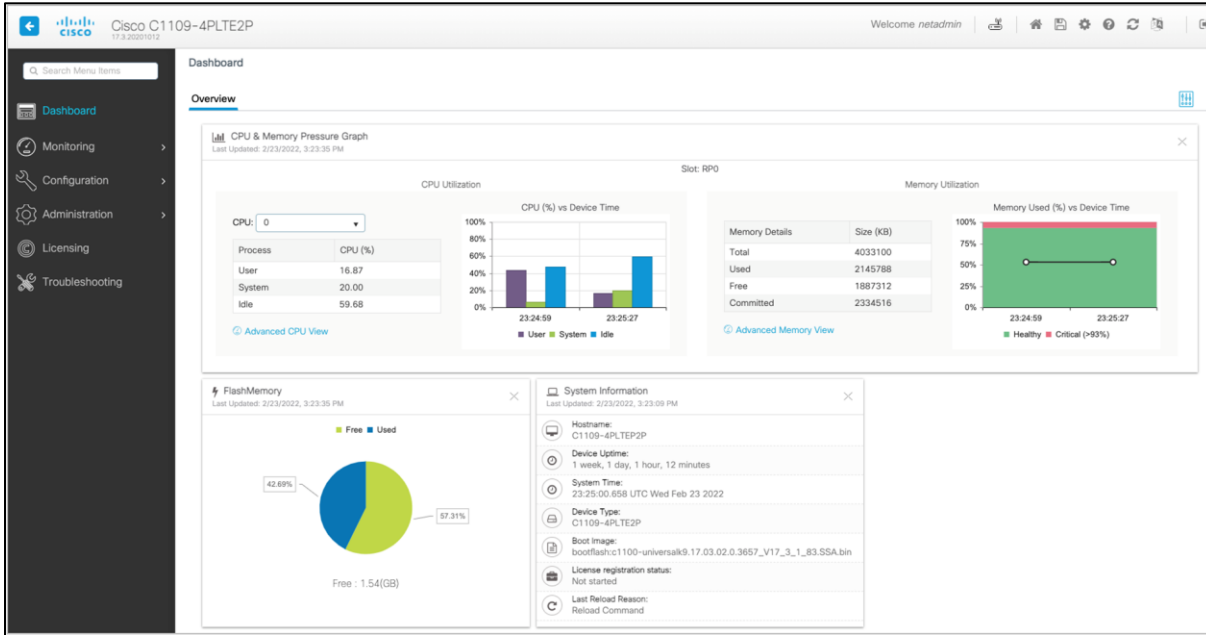 CISCO
Cisco C1109-4PLTE2P
17.3.20201012
Welcome netadmin
Search Menu Items
Dashboard
Monitoring
Configuration
Administration
Licensing
Troubleshooting
Dashboard
Overview
CPU & Memory Pressure Graph
Last Updated: 2/23/2022, 3:23:35 PM
Slot: RP0
CPU Utilization
CPU: 0
Process CPU (%)
User 16.87
System 20.00
Idle 59.68
Advanced CPU View
CPU (%) vs Device Time
100%
80%
60%
40%
20%
0%
23:24:59 23:25:27
User System Idle
Memory Utilization
Memory Details Size (KB)
Total 4033100
Used 2145788
Free 1887312
Committed 2334516
Advanced Memory View
Memory Used (%) vs Device Time
100%
75%
50%
25%
0%
23:24:59 23:25:27
Healthy Critical (>93%)
FlashMemory
Last Updated: 2/23/2022, 3:23:35 PM
Free Used
42.69%
57.31%
Free : 1.54(GB)
System Information
Last Updated: 2/23/2022, 3:23:09 PM
Hostname:
C1109-4PLTEP2P
Device Uptime:
1 week, 1 day, 1 hour, 12 minutes
System Time:
23:25:00.658 UTC Wed Feb 23 2022
Device Type:
C1109-4PLTE2P
Boot Image:
bootflash:c1100-universalk9.17.03.02.0.3657_V17_3_1_83.SSA.bin
License registration status:
Not started
Last Reload Reason:
Reload Command